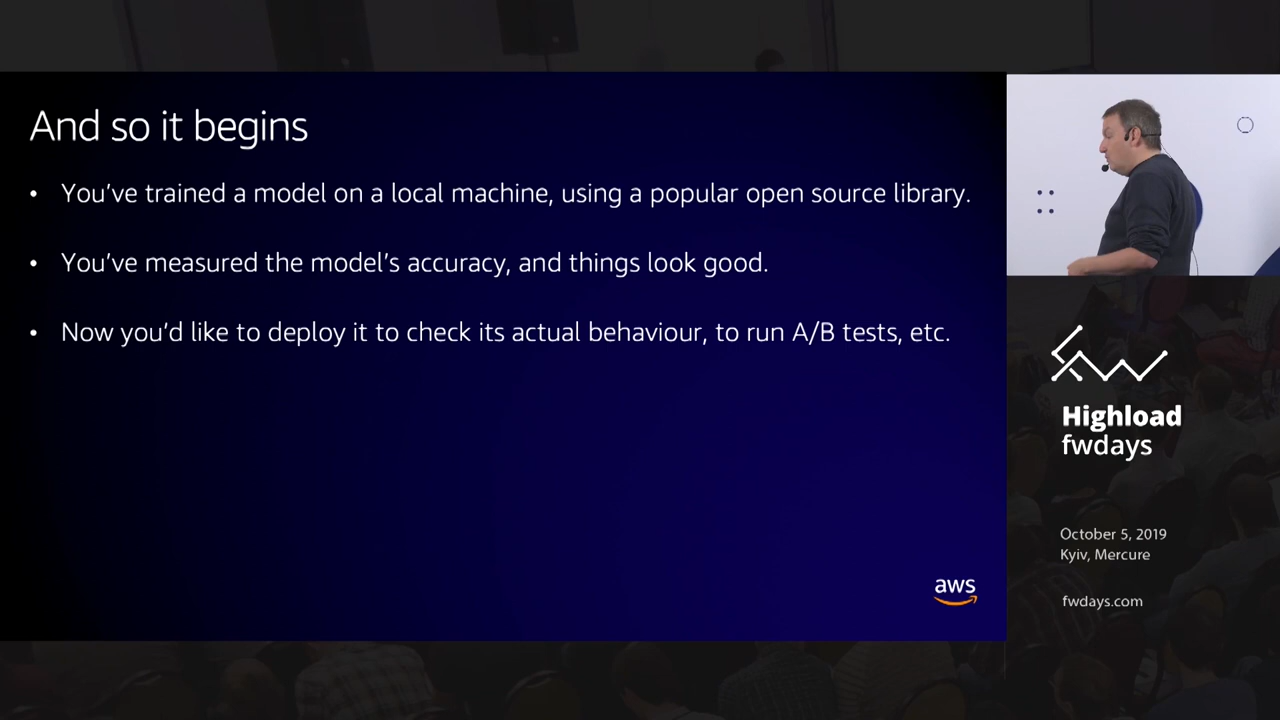 And so it begins
• You've trained a model on a local machine, using a popular open source library.
• You've measured the model's accuracy, and things look good.
• Now you'd like to deploy it to check its actual behaviour, to run A/B tests, etc.
aws
Highload
fwdays
October 5, 2019
Kyiv, Mercure
fwdays.com